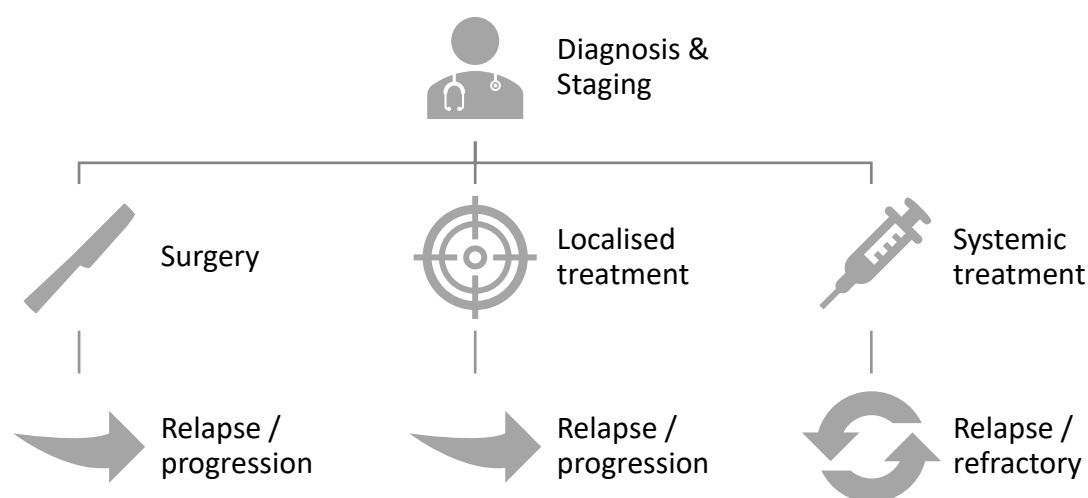 Diagnosis &
Staging
Surgery
Localised
treatment
Systemic
treatment
Relapse /
progression
Relapse /
progression
Relapse /
refractory